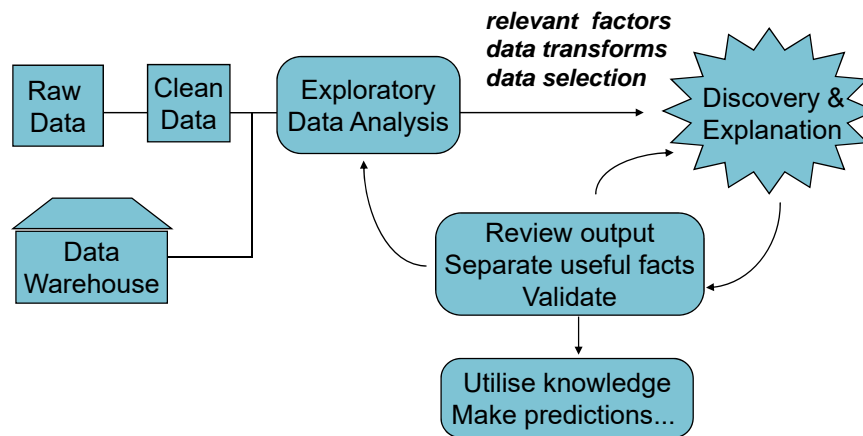 relevant factors
data transforms
data selection
Raw
Data
Clean
Data
Exploratory
Data Analysis
Discovery &
Explanation
Data
Warehouse
Review output
Separate useful facts
Validate
Utilise knowledge
Make predictions...